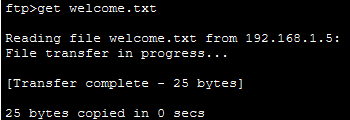 ftp>get welcome.txt
Reading file welcome.txt from 192.168.1.5:
File transfer in progress...
[Transfer complete - 25 bytes]
25 bytes copied in 0 secs